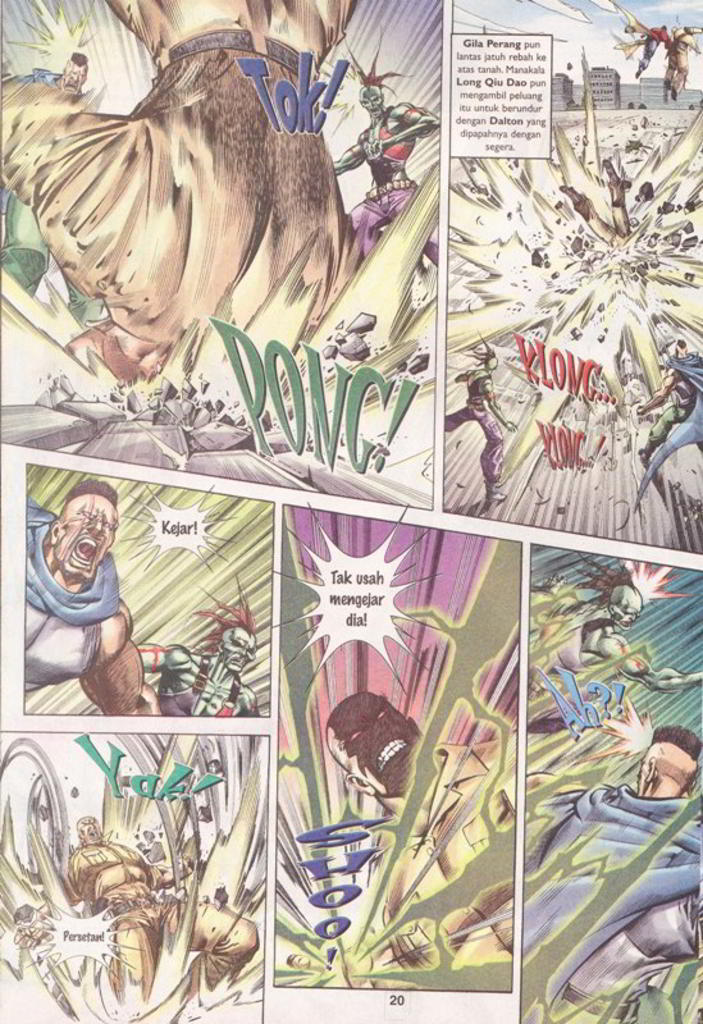 Tok!
PONG!
Gila Perang pun
lantas jatuh rebah ke
atas tanah. Manakala
Long Qiu Dao pun
mengambil peluang
itu untuk berundur
dengan Dalton yang
dipapahnya dengan
segera.
KLONG...
KLONG...!
Kejar!
Tak usah
mengejar
dia!
SHOO!
Ah?!
Yak!
Persetan!
20